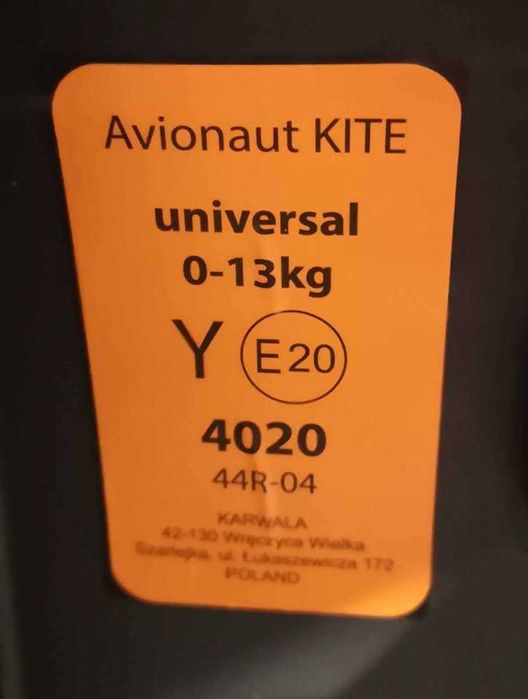 Avionaut KITE
universal
0-13kg
Y E20
4020
44R-04
KARWALA
42-130 Wręczyca Wielka
Szarlejka, ul. Łukaszewicza 172
POLAND